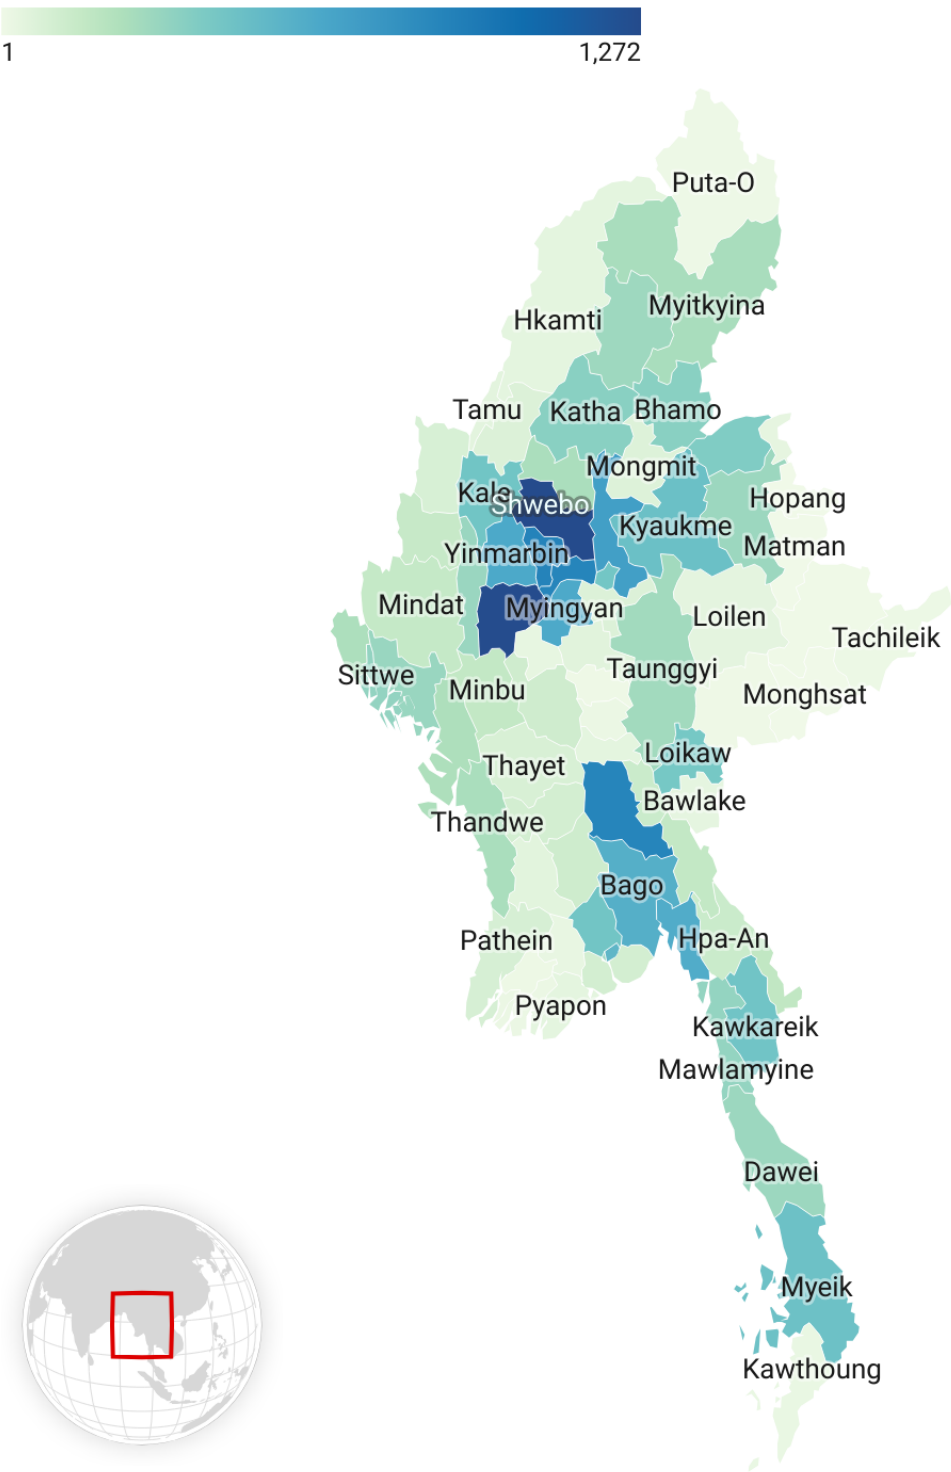 1
1,272
Puta-O
Myitkyina
Hkamti
Tamu
Katha
Bhamo
Mongmit
Kale
Shwebo
Hopang
Kyaukme
Matman
Yinmarbin
Mindat
Myingyan
Loilen
Tachileik
Taunggyi
Sittwe
Minbu
Monghsat
Loikaw
Thayet
Bawlake
Thandwe
Bago
Pathein
Hpa-An
Pyapon
Kawkareik
Mawlamyine
Dawei
Myeik
Kawthoung